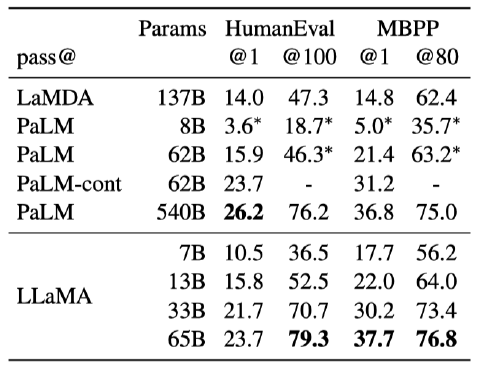 Params HumanEval MBPP
pass@ @1 @100 @1 @80
LaMDA 137B 14.0 47.3 14.8 62.4
PaLM 8B 3.6* 18.7* 5.0* 35.7*
PaLM 62B 15.9 46.3* 21.4 63.2*
PaLM-cont 62B 23.7 - 31.2 -
PaLM 540B 26.2 76.2 36.8 75.0
LLaMA
7B 10.5 36.5 17.7 56.2
13B 15.8 52.5 22.0 64.0
33B 21.7 70.7 30.2 73.4
65B 23.7 79.3 37.7 76.8